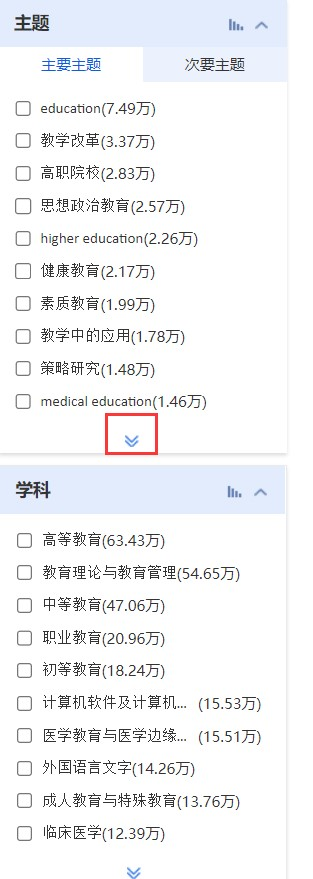 主题
主要主题 次要主题
education(7.49万)
教学改革(3.37万)
高职院校(2.83万)
思想政治教育(2.57万)
higher education(2.26万)
健康教育(2.17万)
素质教育(1.99万)
教学中的应用(1.78万)
策略研究(1.48万)
medical education(1.46万)
学科
高等教育(63.43万)
教育理论与教育管理(54.65万)
中等教育(47.06万)
职业教育(20.96万)
初等教育(18.24万)
计算机软件及计算机... (15.53万)
医学教育与医学边缘... (15.51万)
外国语言文字(14.26万)
成人教育与特殊教育(13.76万)
临床医学(12.39万)